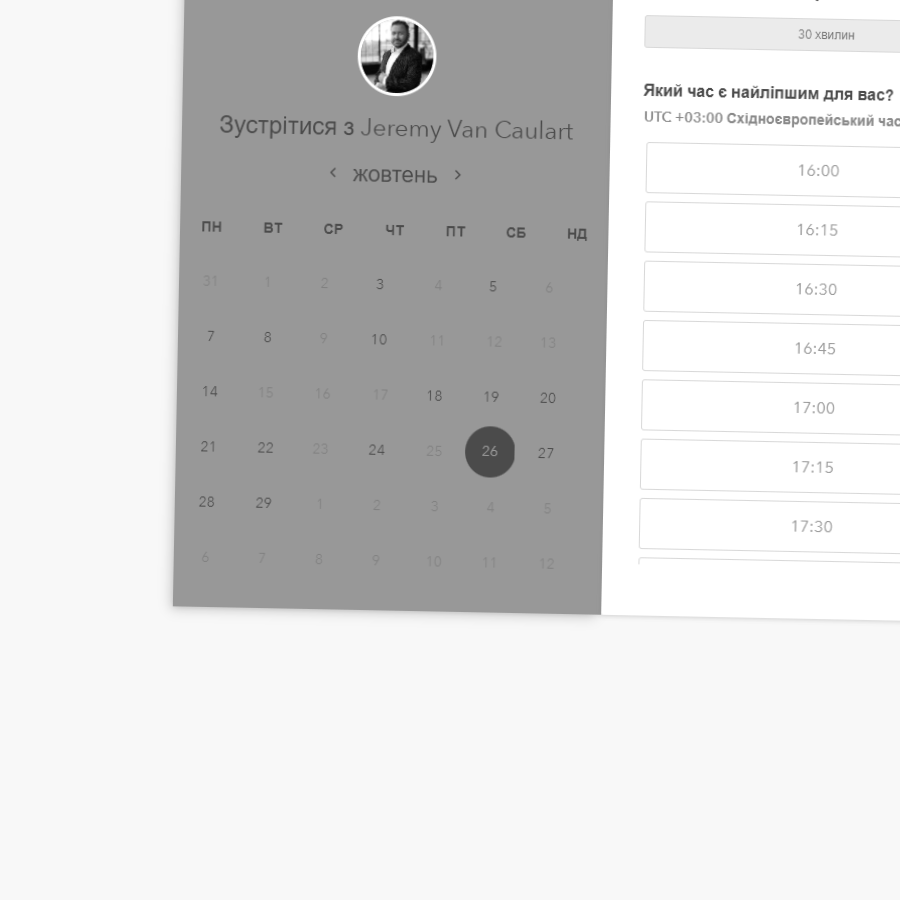 Зустрітися з Jeremy Van Caulart
жовтень
ПН ВТ СР ЧТ ПТ СБ НД
31 1 2 3 4 5 6
7 8 9 10 11 12 13
14 15 16 17 18 19 20
21 22 23 24 25 26 27
28 29 1 2 3 4 5
6 7 8 9 10 11 12
30 хвилин
Який час є найліпшим для вас?
UTC +03:00 Східноєвропейський час
16:00
16:15
16:30
16:45
17:00
17:15
17:30